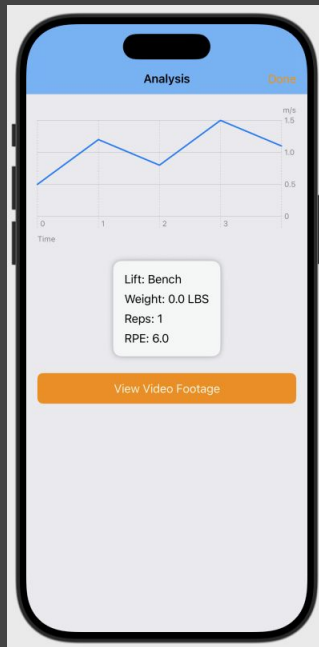 Analysis
Done
m/s
1.5
1.0
0.5
0
0 1 2 3
Time
Lift: Bench
Weight: 0.0 LBS
Reps: 1
RPE: 6.0
View Video Footage